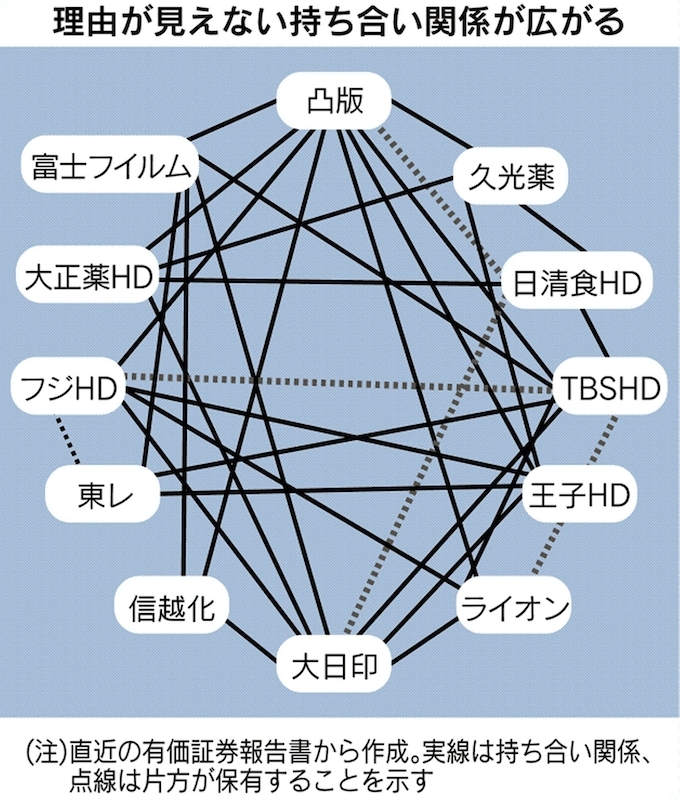 理由が見えない持ち合い関係が広がる
凸版
富士フイルム
久光薬
大正薬HD
日清食HD
フジHD
TBSHD
東レ
王子HD
信越化
ライオン
大日印
(注)直近の有価証券報告書から作成。実線は持ち合い関係、
点線は片方が保有することを示す